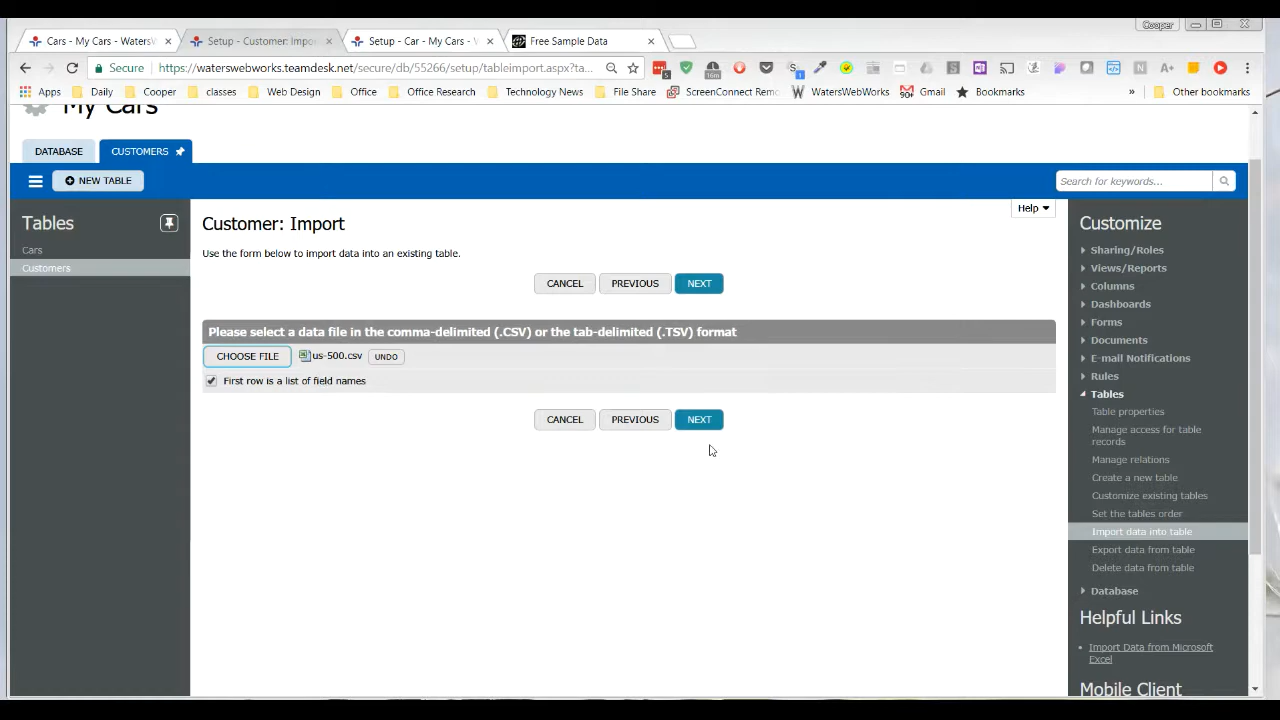 Cooper
Cars - My Cars - WatersW
Setup - Customer: Impo
Setup - Car - My Cars -
Free Sample Data
Secure
https://waterswebworks.teamdesk.net/secure/db/55266/setup/tableimport.aspx?ta...
Apps
Daily
Cooper
classes
Web Design
Office
Office Research
Technology News
File Share
ScreenConnect Remo
WatersWebWorks
Gmail
Bookmarks
»
Other bookmarks
My Cars
DATABASE
CUSTOMERS
NEW TABLE
Search for keywords...
Tables
Cars
Customers
Customer: Import
Help
Use the form below to import data into an existing table.
CANCEL PREVIOUS NEXT
Please select a data file in the comma-delimited (.CSV) or the tab-delimited (.TSV) format
CHOOSE FILE us-500.csv UNDO
First row is a list of field names
CANCEL PREVIOUS NEXT
Customize
Sharing/Roles
Views/Reports
Columns
Dashboards
Forms
Documents
E-mail Notifications
Rules
Tables
Table properties
Manage access for table
records
Manage relations
Create a new table
Customize existing tables
Set the tables order
Import data into table
Export data from table
Delete data from table
Database
Helpful Links
Import Data from Microsoft
Excel
Mobile Client